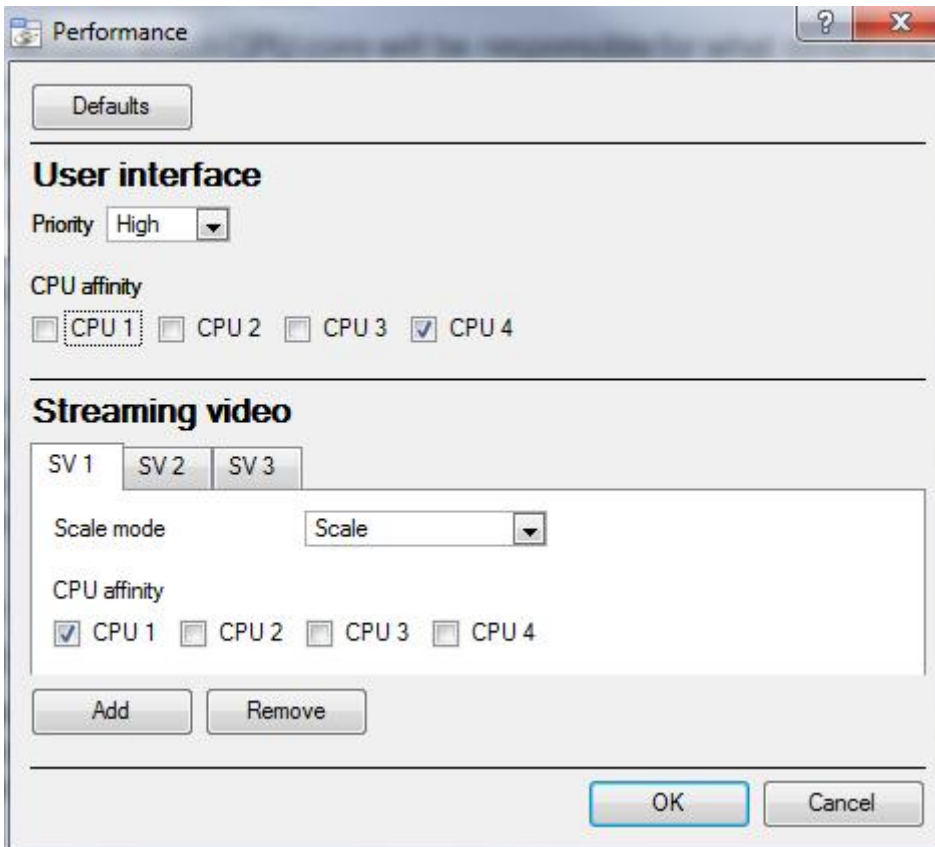 Performance
Defaults
User interface
Priority High
CPU affinity
CPU 1 CPU 2 CPU 3 CPU 4
Streaming video
SV 1 SV 2 SV 3
Scale mode Scale
CPU affinity
CPU 1 CPU 2 CPU 3 CPU 4
Add Remove
OK Cancel